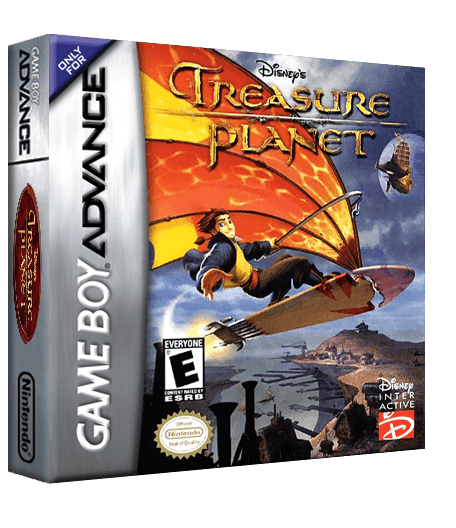 GAME BOY ADVANCE
Disney's
TREASURE
PLANET
Nintendo
ONLY
FOR
GAME BOY ADVANCE
Disney's
TREASURE
PLANET
EVERYONE
E
CONTENT RATED BY
ESRB
Official
Nintendo
Seal of Quality
Disney
INTER
ACTIVE
D